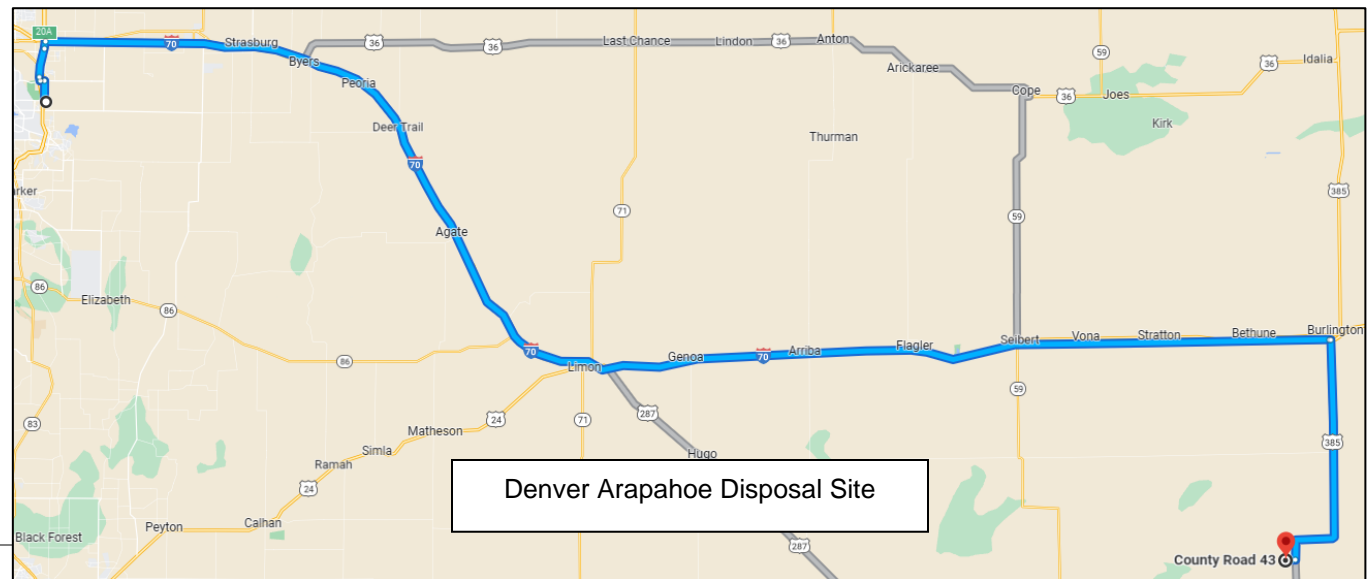 20A
70
Strasburg
Byers
36
36
Last Chance
Lindon
36
Anton
Arickaree
59
36
Idalia
Peoria
Cope
36
Joes
Kirk
Deer Trail
Thurman
70
arker
71
59
385
Agate
86
Elizabeth
86
86
70
Limon
Genoa
70
Arriba
Flagler
Seibert
Vona
Stratton
Bethune
Burlington
83
24
71
287
59
385
Matheson
Simla
Hugo
Ramah
24
Denver Arapahoe Disposal Site
Peyton
Calhan
Black Forest
287
County Road 43